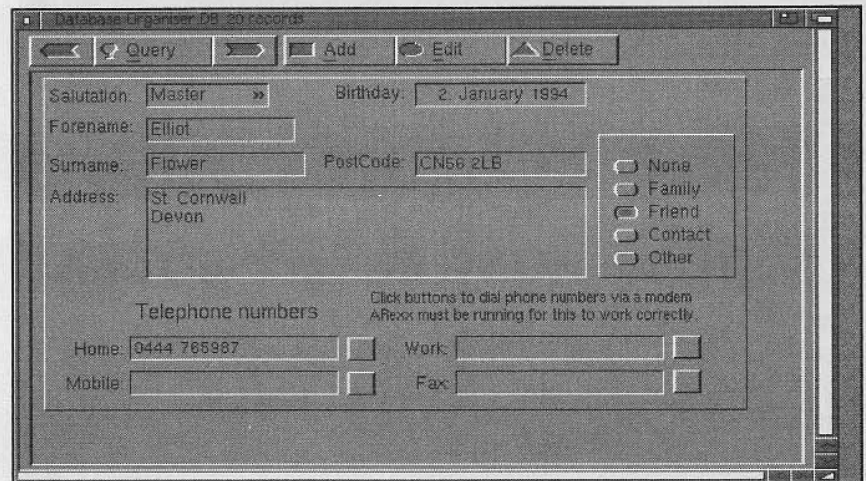 Database Organiser DB 20 records
Query Add Edit Delete
Salutation: Master » Birthday: 2. January 1994
Forename: Elliot
Surname: Flower PostCode: CN56 2LB
Address: St. Cornwall
Devon
None
Family
Friend
Contact
Other
Telephone numbers
Click buttons to dial phone numbers via a modem
ARexx must be running for this to work correctly.
Home: 0444 765987 Work:
Mobile: Fax: